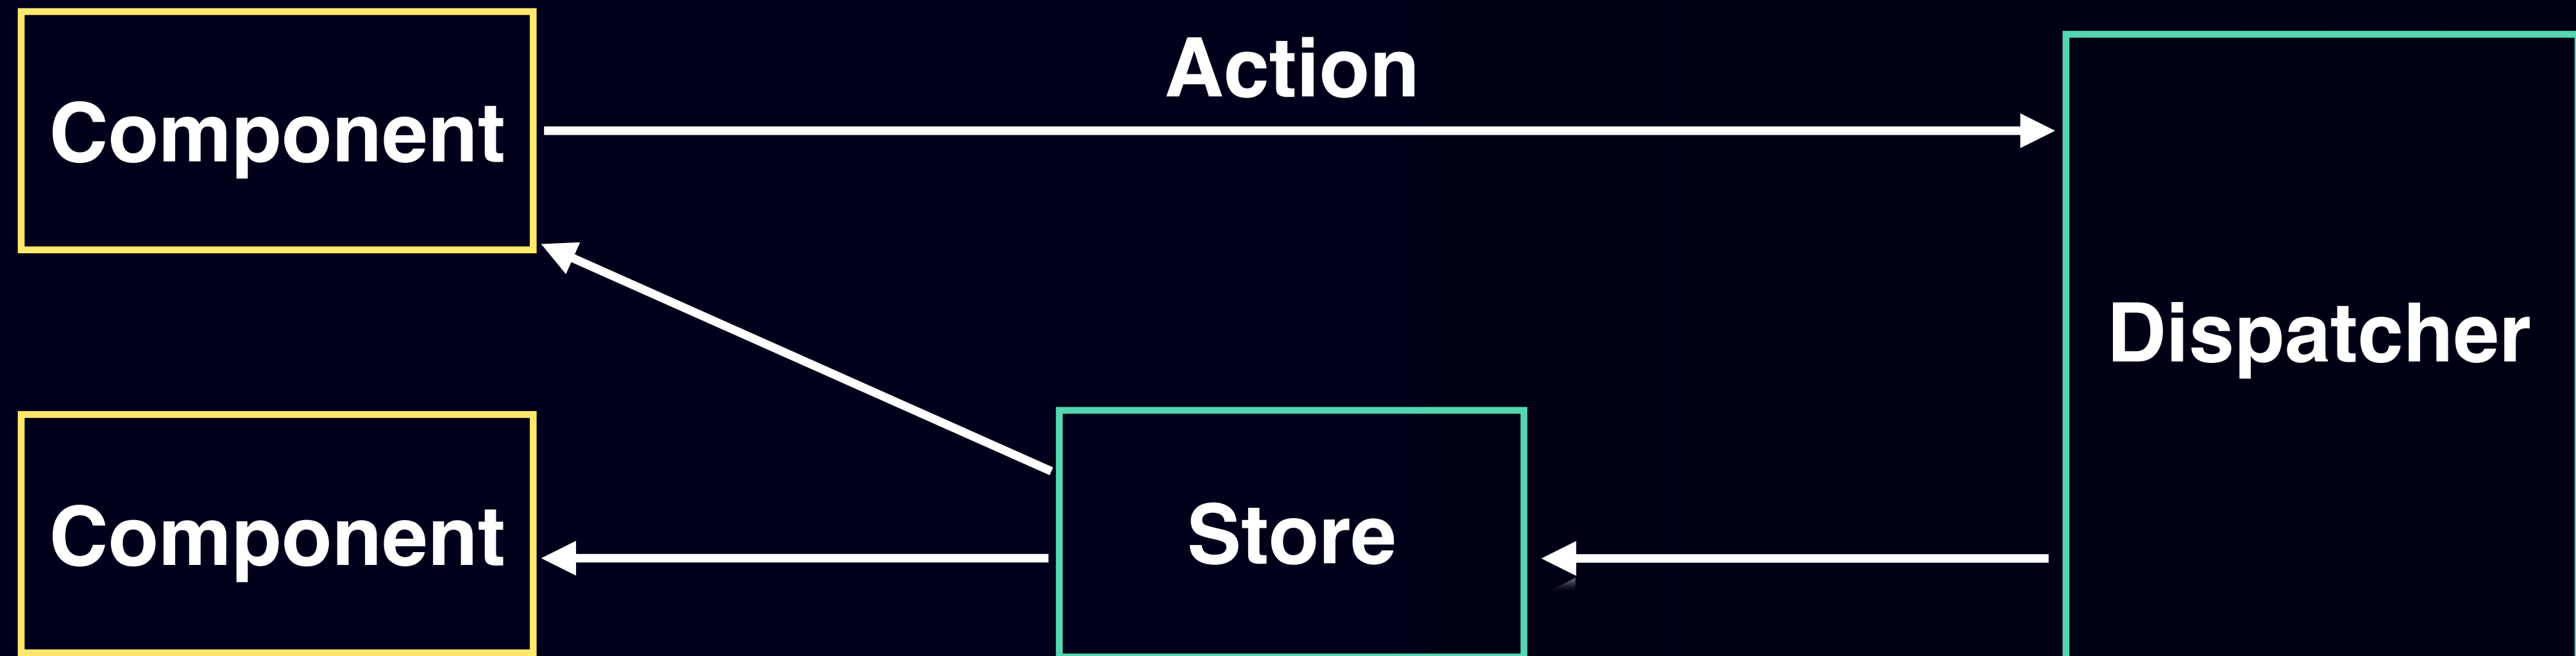 Action
Component
Dispatcher
Component
Store